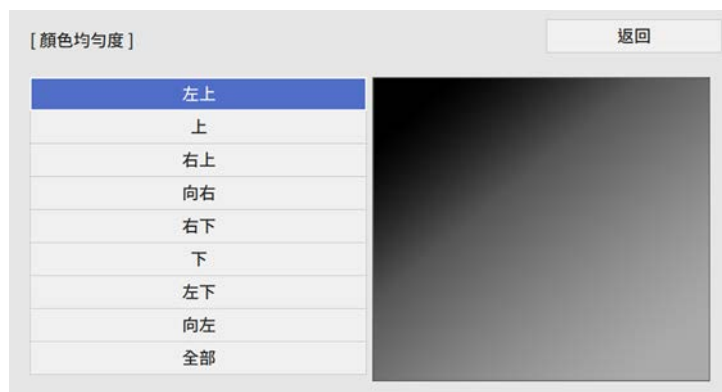 [ 顏色均勻度 ]
返回
左上
上
右上
向右
右下
下
左下
向左
全部